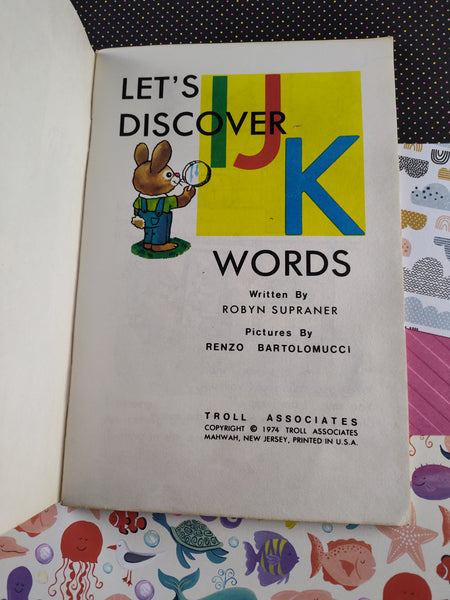 LET'S
DISCOVER
IJK
WORDS
Written By
ROBYN SUPRANER
Pictures By
RENZO BARTOLOMUCCI
TROLL ASSOCIATES
COPYRIGHT © 1974 TROLL ASSOCIATES
MAHWAH, NEW JERSEY, PRINTED IN U.S.A.